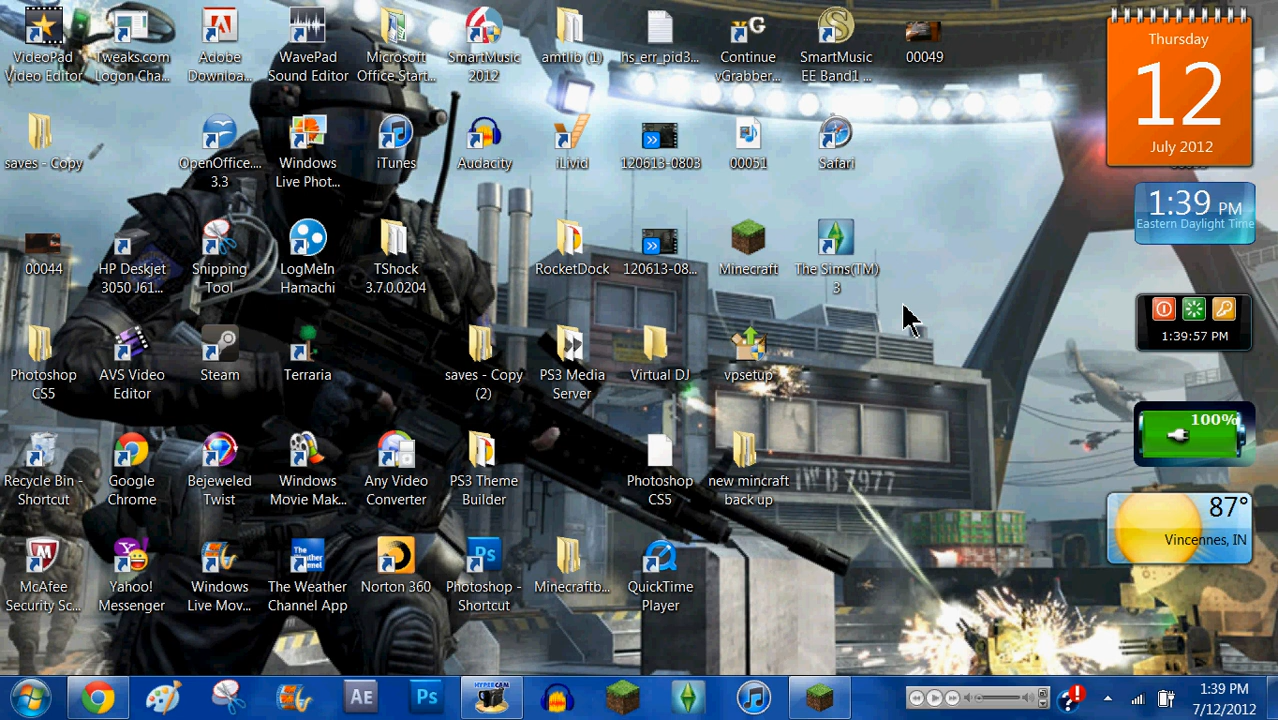 VideoPad
Video Editor
Tweaks.com
Logon Cha...
Adobe
Downloa...
WavePad
Sound Editor
Microsoft
Office Start...
SmartMusic
2012
amtlib (1)
hs_err_pid3...
Continue
vGrabber...
SmartMusic
EE Band1 ...
00049
Thursday
12
July 2012
saves - Copy
OpenOffice....
3.3
Windows
Live Phot...
iTunes
Audacity
iLivid
120613-0803
00051
Safari
1:39 PM
Eastern Daylight Time
00044
HP Deskjet
3050 J61...
Snipping
Tool
LogMeIn
Hamachi
TShock
3.7.0.0204
RocketDock
120613-08...
Minecraft
The Sims(TM)
3
1:39:57 PM
Photoshop
CS5
AVS Video
Editor
Steam
Terraria
saves - Copy
(2)
PS3 Media
Server
Virtual DJ
vpsetup
100%
Recycle Bin -
Shortcut
Google
Chrome
Bejeweled
Twist
Windows
Movie Mak...
Any Video
Converter
PS3 Theme
Builder
Photoshop
CS5
new mincraft
back up
87°
Vincennes, IN
McAfee
Security Sc...
Yahoo!
Messenger
Windows
Live Mov...
The Weather
Channel App
Norton 360
Photoshop -
Shortcut
Minecraftb...
QuickTime
Player
The
Weather
Channel
Ps
AE
Ps
HYPERCAM
1:39 PM
7/12/2012